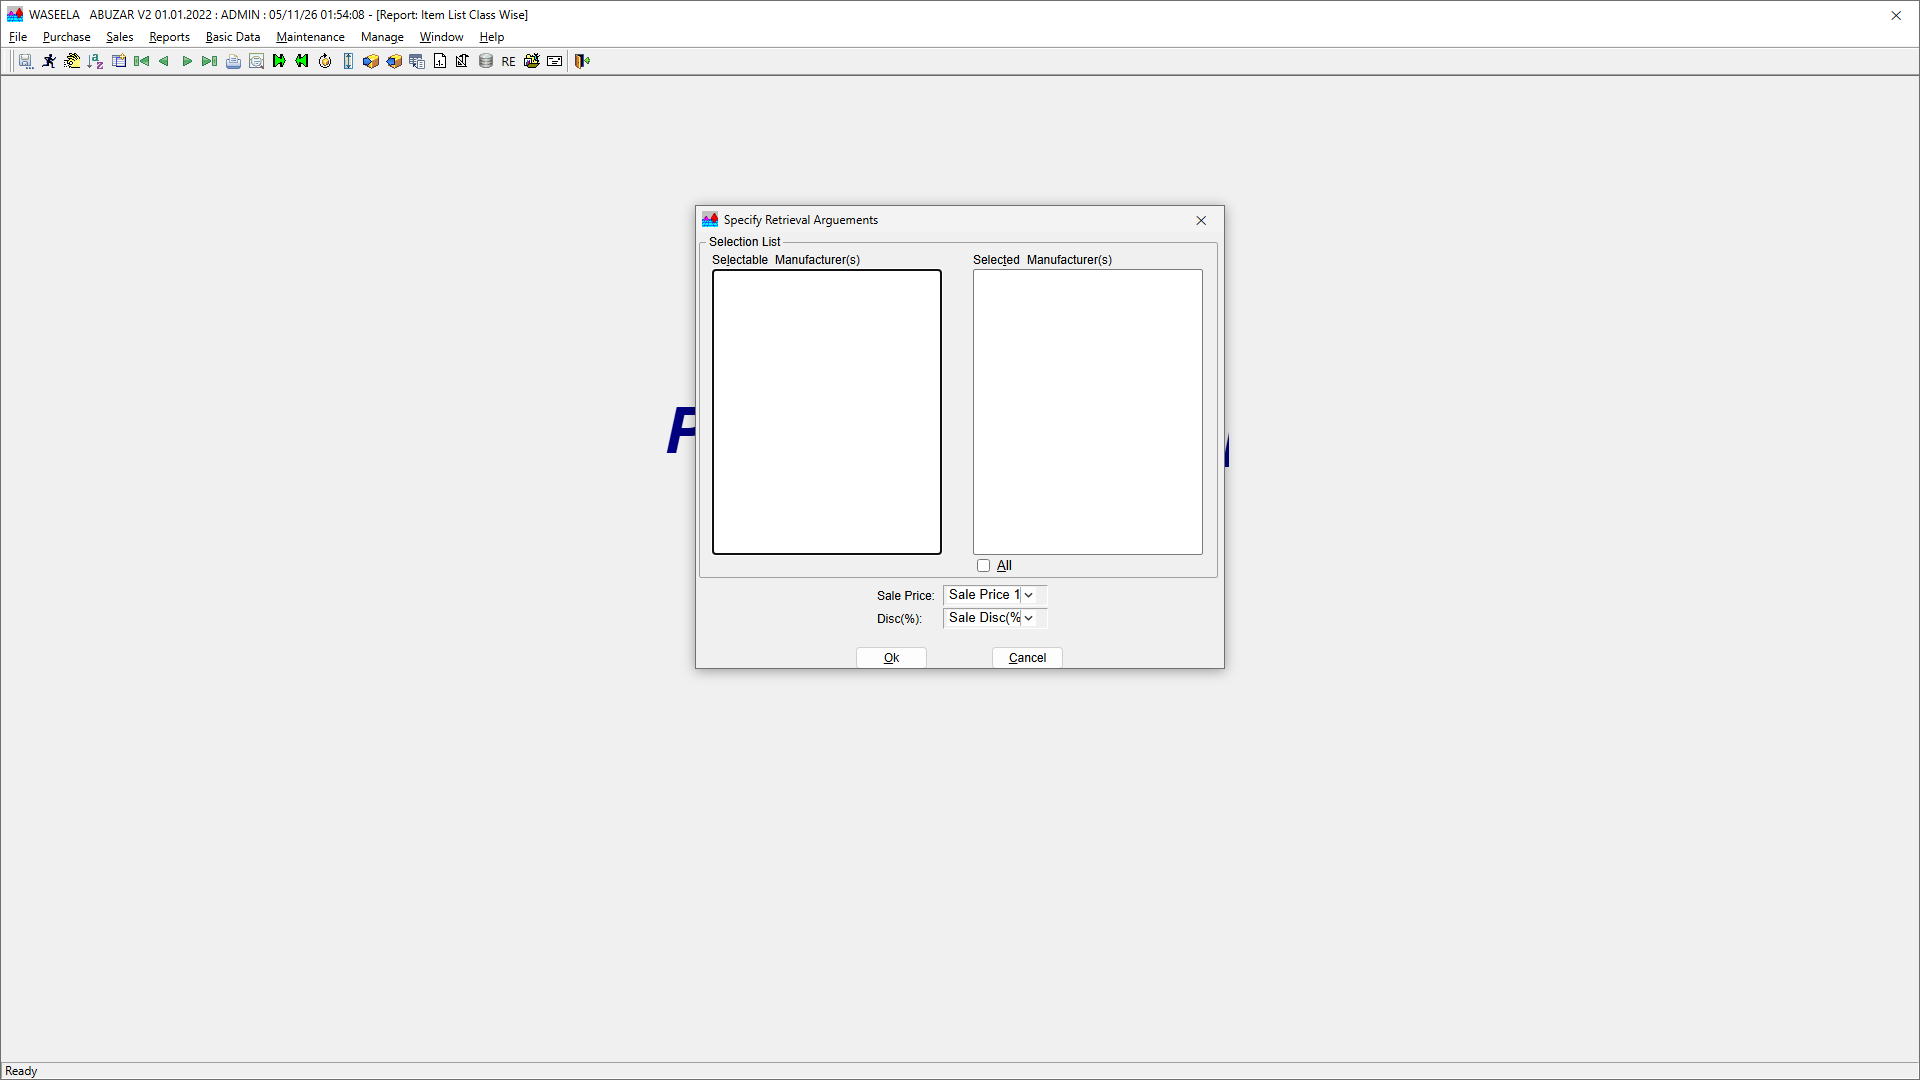 WASEELA   ABUZAR V2 01.01.2022 : ADMIN : 05/11/26 01:54:08 - [Report: Item List Class Wise]
File Purchase Sales Reports Basic Data Maintenance Manage Window Help
RE
Specify Retrieval Arguements
Selection List
Selectable  Manufacturer(s) Selected  Manufacturer(s)
All
Sale Price: Sale Price 1
Disc(%): Sale Disc(%
Ok Cancel
Ready